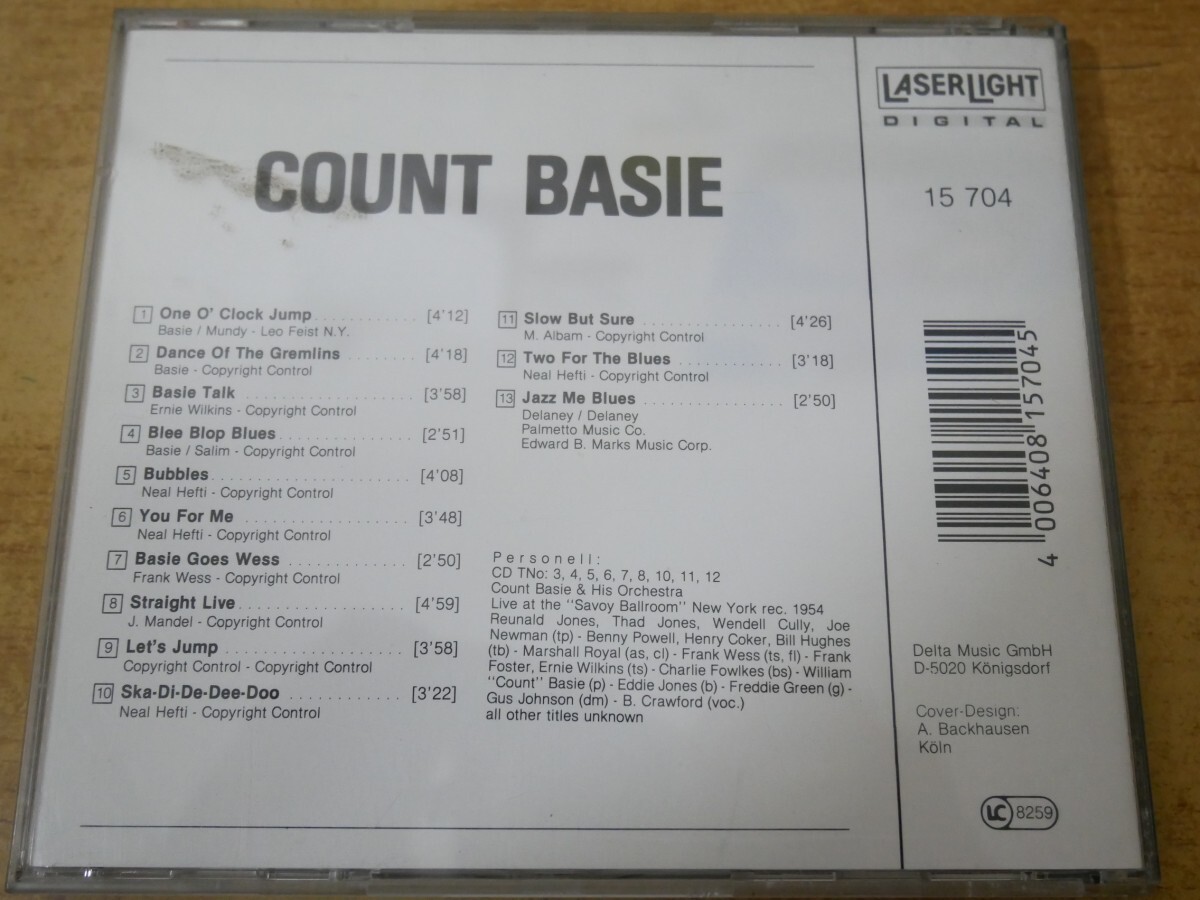 COUNT BASIE
1 One O' Clock Jump [4'12]
Basie / Mundy - Leo Feist N.Y.
2 Dance Of The Gremlins [4'18]
Basie - Copyright Control
3 Basie Talk [3'58]
Ernie Wilkins - Copyright Control
4 Blee Blop Blues [2'51]
Basie / Salim - Copyright Control
5 Bubbles [4'08]
Neal Hefti - Copyright Control
6 You For Me [3'48]
Neal Hefti - Copyright Control
7 Basie Goes Wess [2'50]
Frank Wess - Copyright Control
8 Straight Live [4'59]
J. Mandel - Copyright Control
9 Let's Jump [3'58]
Copyright Control - Copyright Control
10 Ska-Di-De-Dee-Doo [3'22]
Neal Hefti - Copyright Control
11 Slow But Sure [4'26]
M. Albam - Copyright Control
12 Two For The Blues [3'18]
Neal Hefti - Copyright Control
13 Jazz Me Blues [2'50]
Delaney / Delaney
Palmetto Music Co.
Edward B. Marks Music Corp.
Personell:
CD TNo: 3, 4, 5, 6, 7, 8, 10, 11, 12
Count Basie & His Orchestra
Live at the "Savoy Ballroom" New York rec. 1954
Reunald Jones, Thad Jones, Wendell Cully, Joe
Newman (tp) - Benny Powell, Henry Coker, Bill Hughes
(tb) - Marshall Royal (as, cl) - Frank Wess (ts, fl) - Frank
Foster, Ernie Wilkins (ts) - Charlie Fowlkes (bs) - William
"Count" Basie (p) - Eddie Jones (b) - Freddie Green (g) -
Gus Johnson (dm) - B. Crawford (voc.)
all other titles unknown
LASERLIGHT
DIGITAL
15 704
4 006408 157045
Delta Music GmbH
D-5020 Königsdorf
Cover-Design:
A. Backhausen
Köln
LC 8259